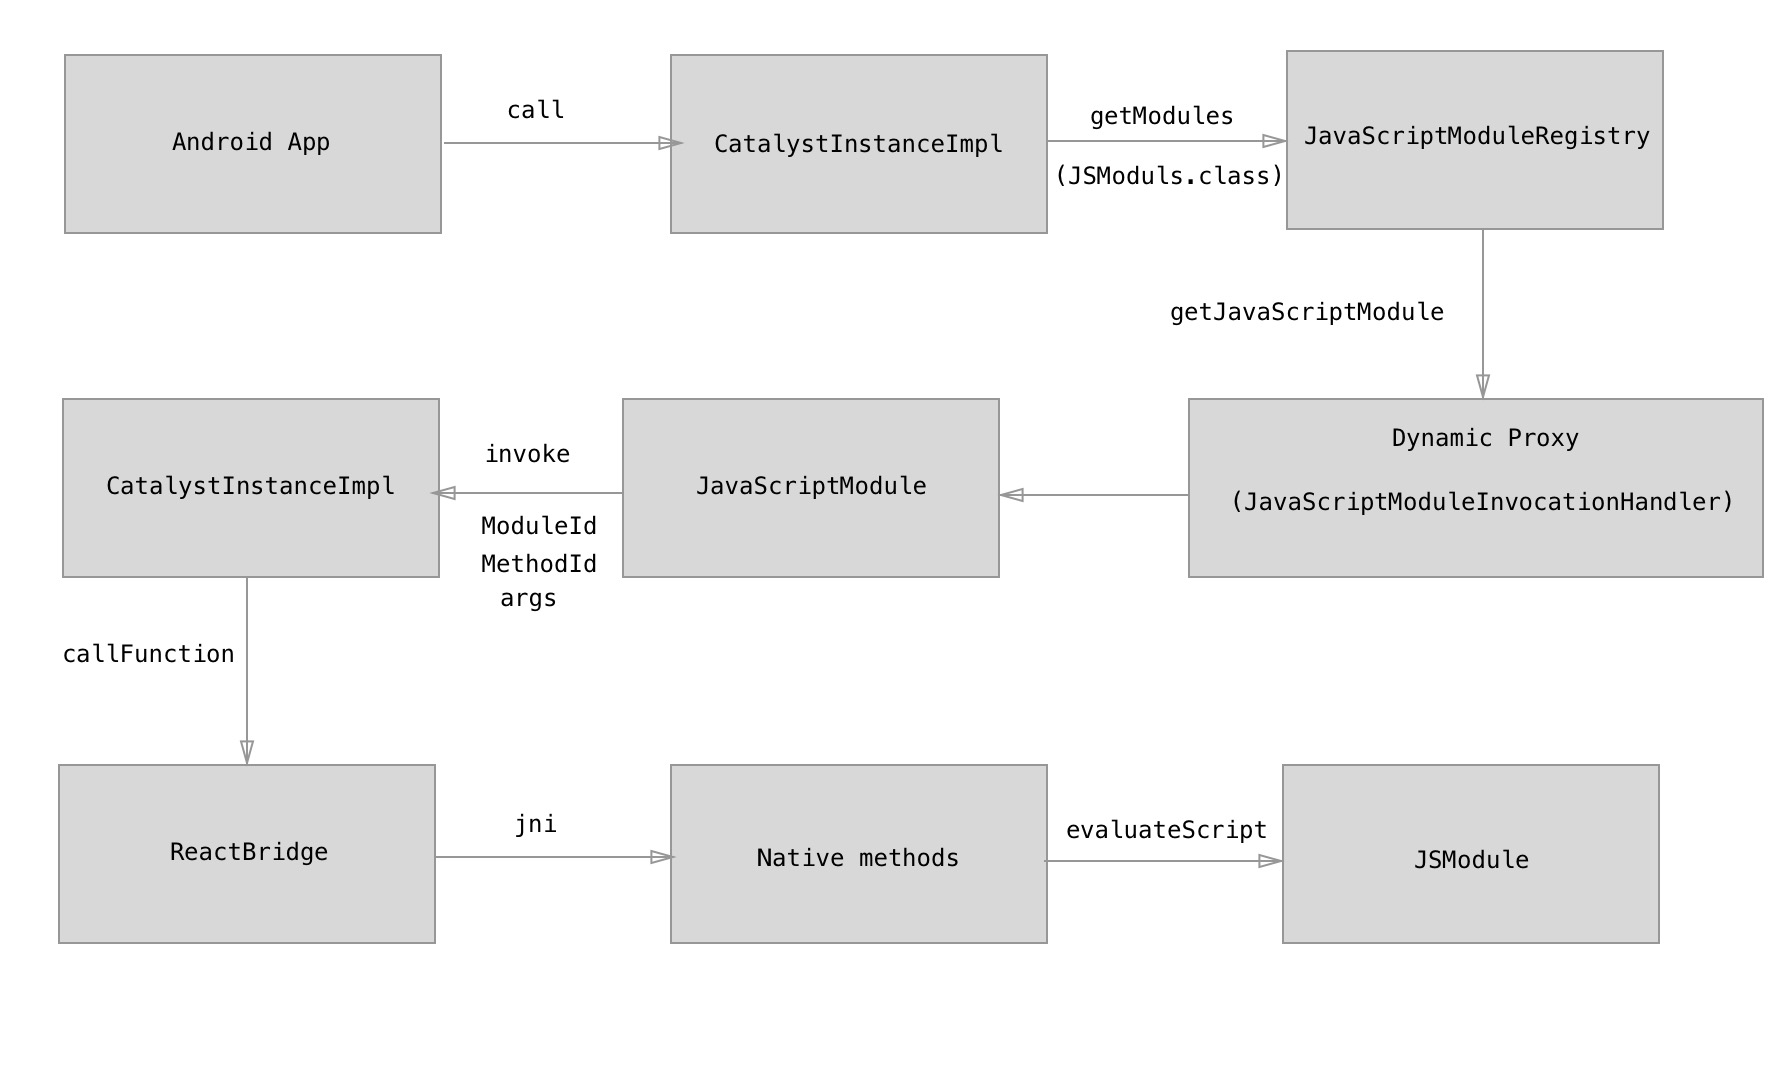 Android App
call
CatalystInstanceImpl
getModules
(JSModuls.class)
JavaScriptModuleRegistry
getJavaScriptModule
Dynamic Proxy
(JavaScriptModuleInvocationHandler)
JavaScriptModule
invoke
ModuleId
MethodId
args
CatalystInstanceImpl
callFunction
ReactBridge
jni
Native methods
evaluateScript
JSModule